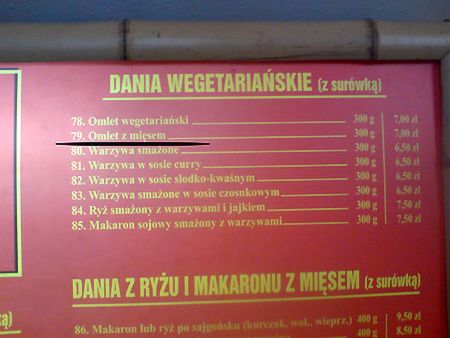 DANIA WEGETARIAŃSKIE (z surówką)
78. Omlet wegetariański 300 g 7,00 zł
79. Omlet z mięsem 300 g 7,00 zł
80. Warzywa smażone 300 g 6,50 zł
81. Warzywa w sosie curry 300 g 6,50 zł
82. Warzywa w sosie słodko-kwaśnym 300 g 6,50 zł
83. Warzywa smażone w sosie czosnkowym 300 g 6,50 zł
84. Ryż smażony z warzywami i jajkiem 300 g 7,50 zł
85. Makaron sojowy smażony z warzywami 300 g 7,50 zł
DANIA Z RYŻU I MAKARONU Z MIĘSEM (z surówką)
86. Makaron lub ryż po sajgońsku (kurczak, woł., wieprz.) 400 g 9,50 zł
400 g 8,50 zł